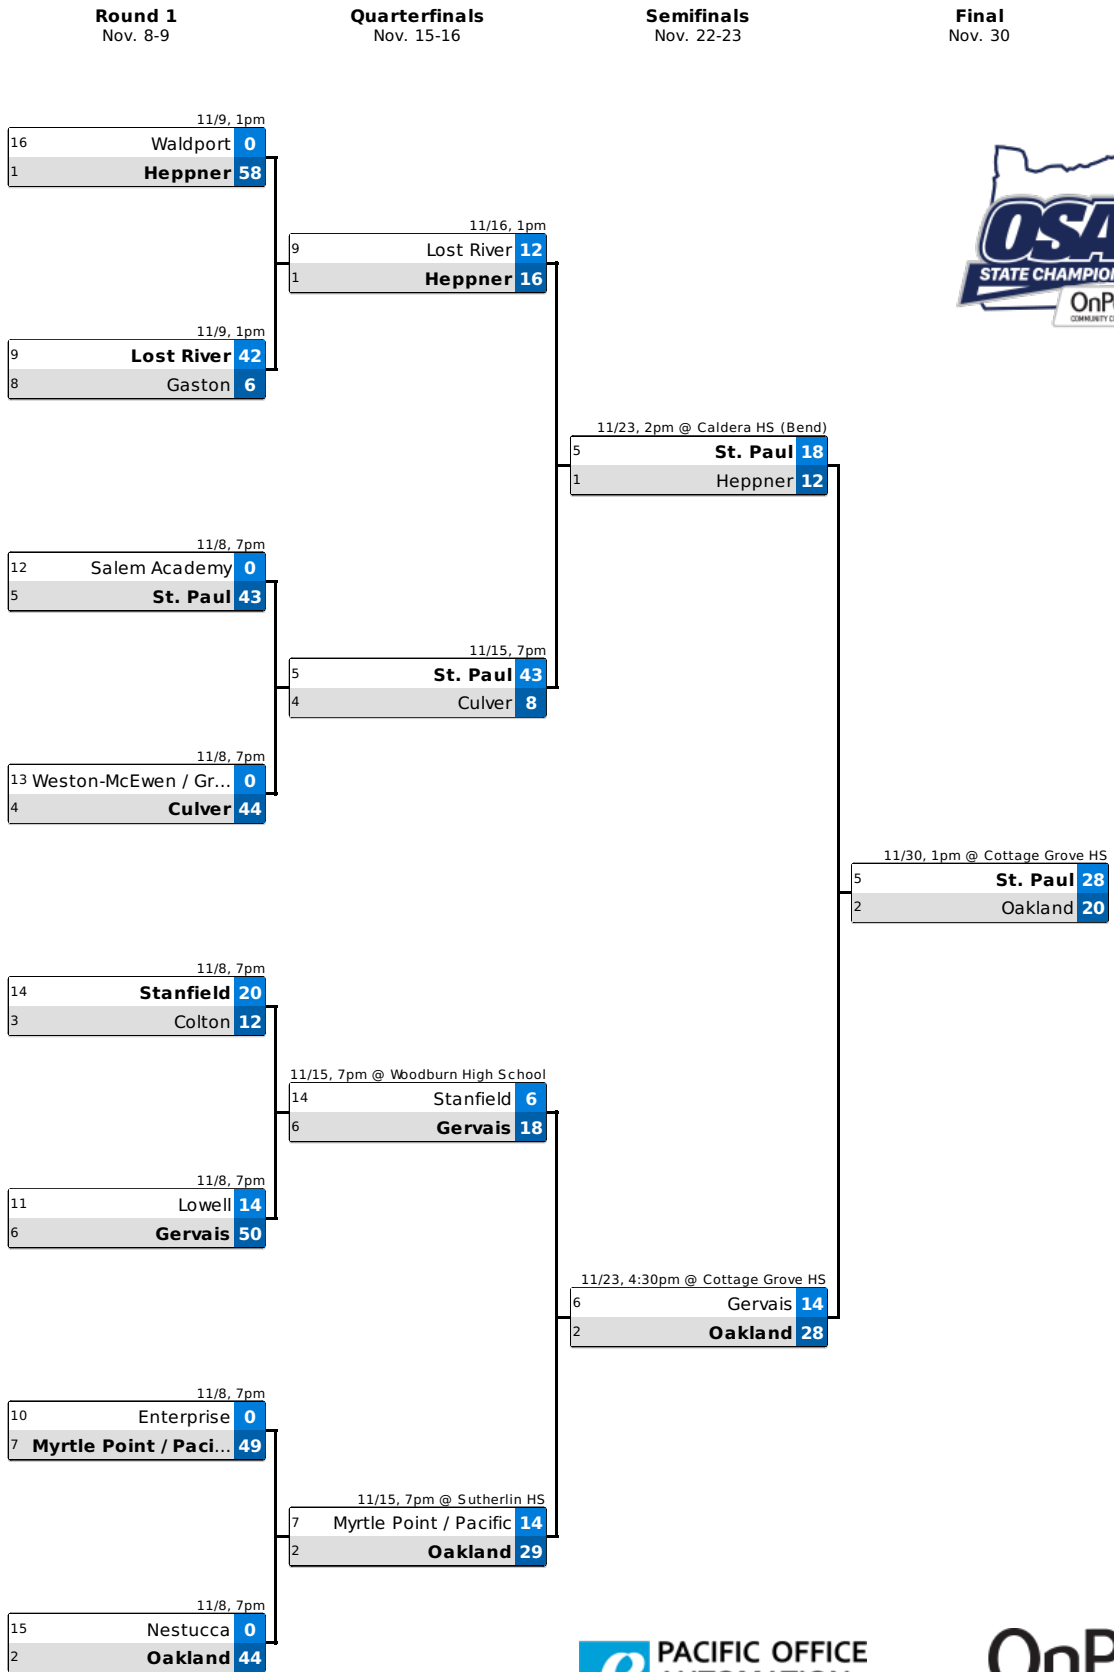 Round 1
Nov. 8-9
Quarterfinals
Nov. 15-16
Semifinals
Nov. 22-23
Final
Nov. 30
11/9, 1pm
16 Waldport 0
1 Heppner 58
11/9, 1pm
9 Lost River 42
8 Gaston 6
11/8, 7pm
12 Salem Academy 0
5 St. Paul 43
11/8, 7pm
13 Weston-McEwen / Gr... 0
4 Culver 44
11/8, 7pm
14 Stanfield 20
3 Colton 12
11/8, 7pm
11 Lowell 14
6 Gervais 50
11/8, 7pm
10 Enterprise 0
7 Myrtle Point / Paci... 49
11/8, 7pm
15 Nestucca 0
2 Oakland 44
11/16, 1pm
9 Lost River 12
1 Heppner 16
11/15, 7pm
5 St. Paul 43
4 Culver 8
11/15, 7pm @ Woodburn High School
14 Stanfield 6
6 Gervais 18
11/15, 7pm @ Sutherlin HS
7 Myrtle Point / Pacific 14
2 Oakland 29
11/23, 2pm @ Caldera HS (Bend)
5 St. Paul 18
1 Heppner 12
11/23, 4:30pm @ Cottage Grove HS
6 Gervais 14
2 Oakland 28
11/30, 1pm @ Cottage Grove HS
5 St. Paul 28
2 Oakland 20
OSA
STATE CHAMPION
OnP
PACIFIC OFFICE
AUTOMATION
OnP